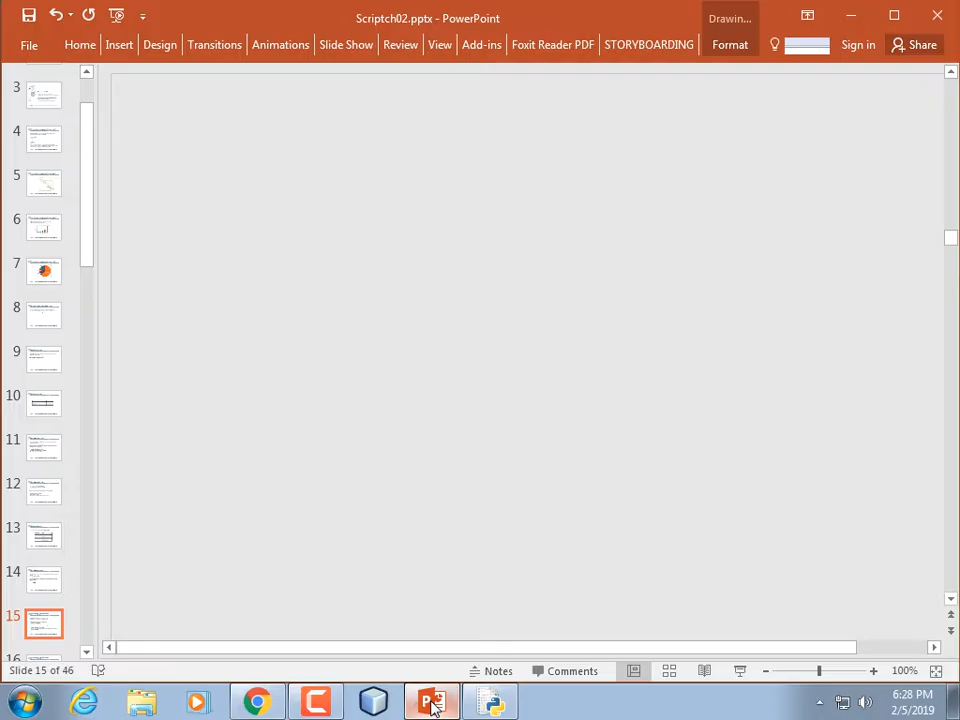 Scriptch02.pptx - PowerPoint
Drawin...
File
Home
Insert
Design
Transitions
Animations
Slide Show
Review
View
Add-ins
Foxit Reader PDF
STORYBOARDING
Format
Sign in
Share
3
4
5
6
7
8
9
10
11
12
13
14
15
16
Slide 15 of 46
Notes
Comments
100%
6:28 PM
2/5/2019